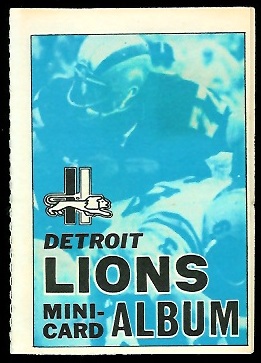 DETROIT
LIONS
MINI-
CARD ALBUM